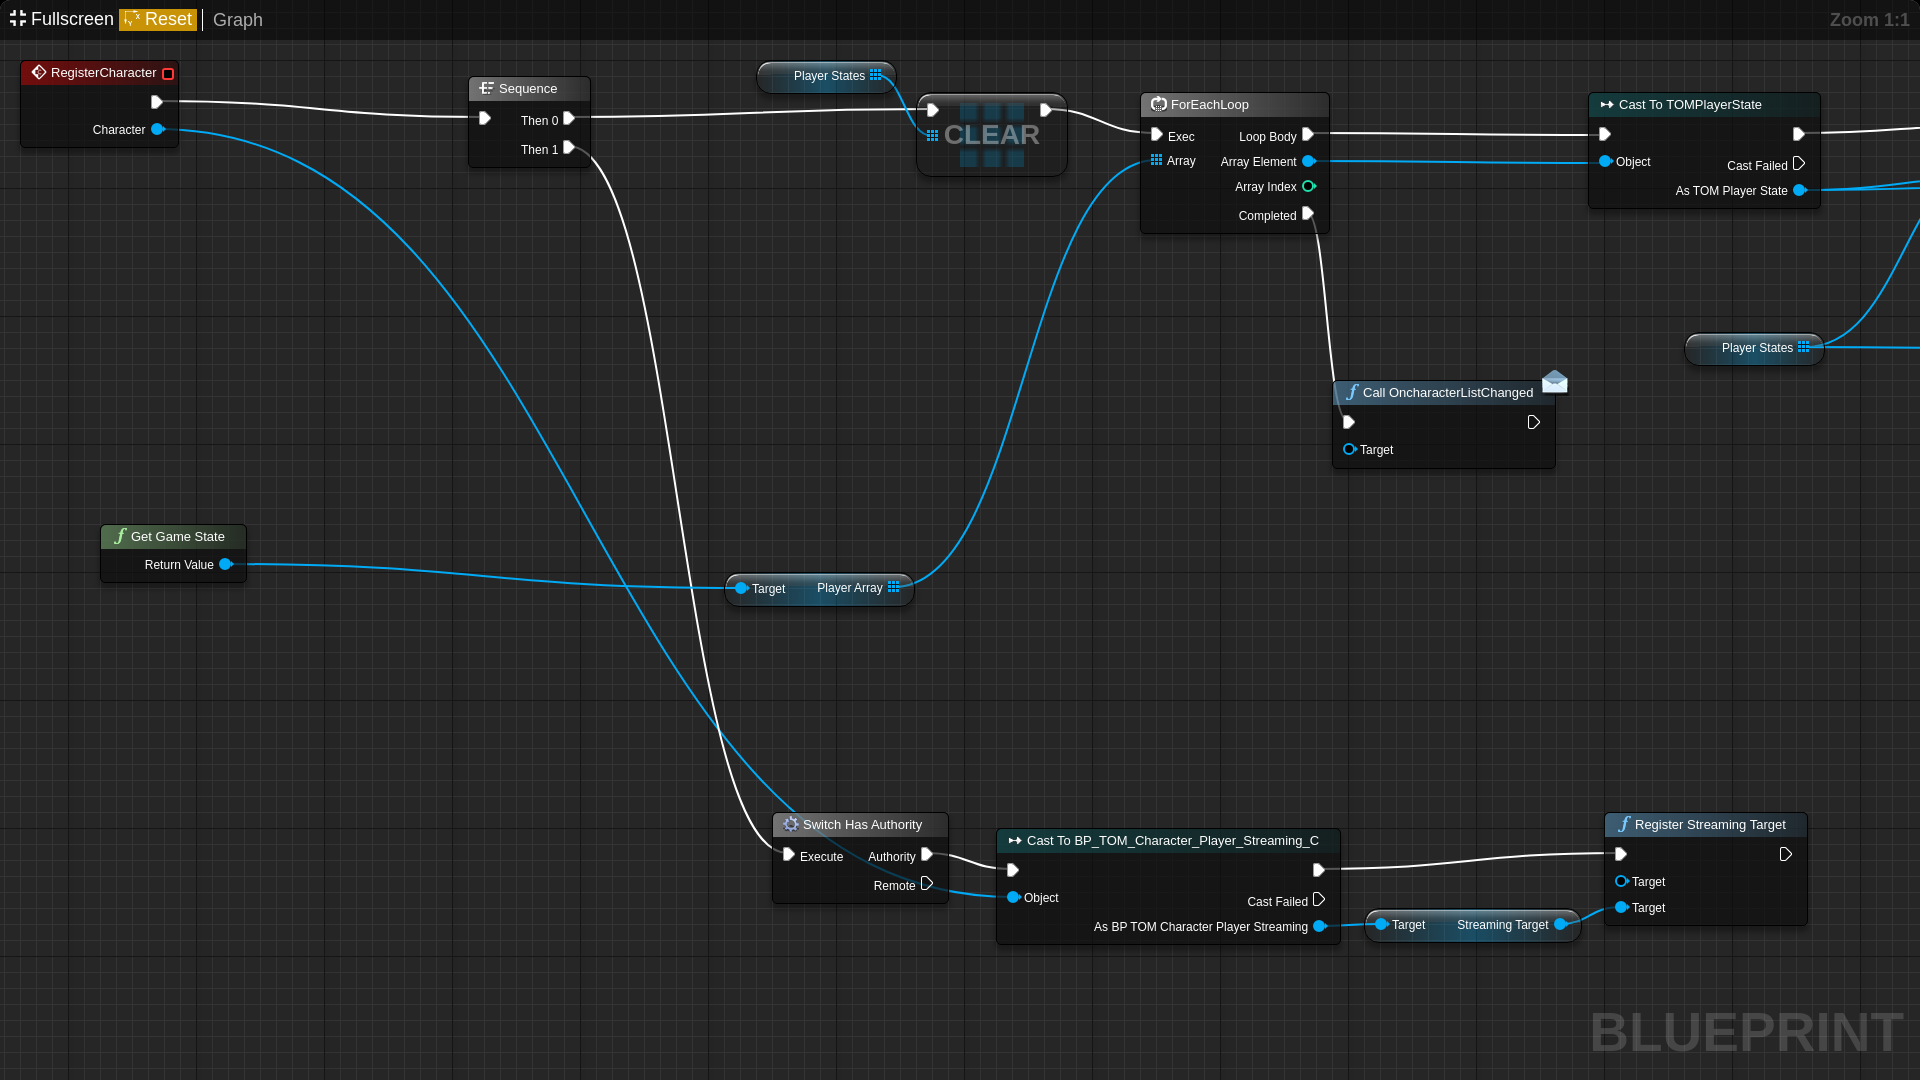 Fullscreen Reset Graph Zoom 1:1
RegisterCharacter
Character
Sequence
Then 0
Then 1
Player States
CLEAR
ForEachLoop
Exec Loop Body
Array Array Element
Array Index
Completed
Cast To TOMPlayerState
Object Cast Failed
As TOM Player State
Player States
Call OncharacterListChanged
Target
Get Game State
Return Value
Target Player Array
Switch Has Authority
Execute Authority
Remote
Cast To BP_TOM_Character_Player_Streaming_C
Object Cast Failed
As BP TOM Character Player Streaming
Target Streaming Target
Register Streaming Target
Target
Target
BLUEPRINT